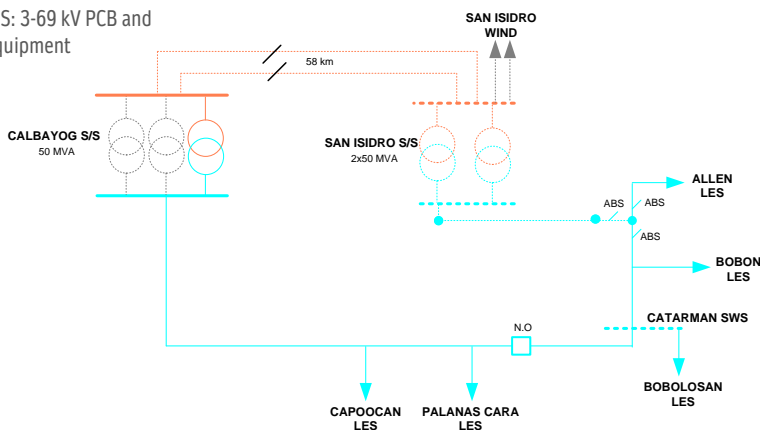 S: 3-69 kV PCB and
quipment
SAN ISIDRO
WIND
58 km
CALBAYOG S/S
50 MVA
SAN ISIDRO S/S
2x50 MVA
ALLEN
LES
ABS
ABS
ABS
BOBON
LES
CATARMAN SWS
N.O
BOBOLOSAN
LES
CAPOOCAN
LES
PALANAS CARA
LES